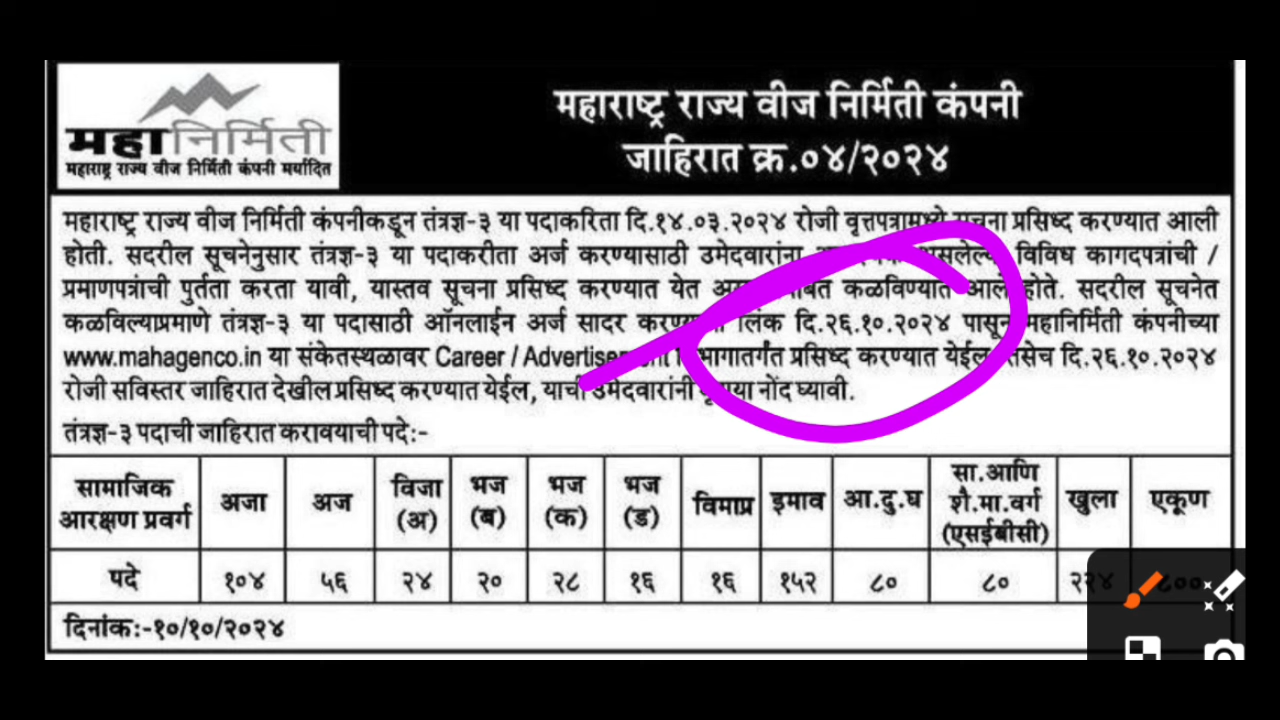 महानिर्मिती
महाराष्ट्र राज्य वीज निर्मिती कंपनी मर्यादित
महाराष्ट्र राज्य वीज निर्मिती कंपनी
जाहिरात क्र.०४/२०२४
महाराष्ट्र राज्य वीज निर्मिती कंपनीकडून तंत्रज्ञ-३ या पदाकरिता दि.१४.०३.२०२४ रोजी वृत्तपत्रामध्ये सूचना प्रसिध्द करण्यात आली
होती. सदरील सूचनेनुसार तंत्रज्ञ-३ या पदाकरीता अर्ज करण्यासाठी उमेदवारांना विविध कागदपत्रांची /
प्रमाणपत्रांची पुर्तता करता यावी, यास्तव सूचना प्रसिध्द करण्यात येत कळविण्यात आले होते. सदरील सूचनेत
कळविल्याप्रमाणे तंत्रज्ञ-३ या पदासाठी ऑनलाईन अर्ज सादर करण्याची लिंक दि.२६.१०.२०२४ पासून महानिर्मिती कंपनीच्या
www.mahagenco.in या संकेतस्थळावर Career / Advertisement विभागातर्गंत प्रसिध्द करण्यात येईल तसेच दि.२६.१०.२०२४
रोजी सविस्तर जाहिरात देखील प्रसिध्द करण्यात येईल, याची उमेदवारांनी कृपया नोंद घ्यावी.
तंत्रज्ञ-३ पदाची जाहिरात करावयाची पदे:-
सामाजिक आरक्षण प्रवर्ग अजा अज विजा (अ) भज (ब) भज (क) भज (ड) विमाप्र इमाव आ.दु.घ सा.आणि शै.मा.वर्ग (एसईबीसी) खुला एकूण
पदे १०४ ५६ २४ २० २८ १६ १६ १५२ ८० ८० २२४ ८००
दिनांक:-१०/१०/२०२४